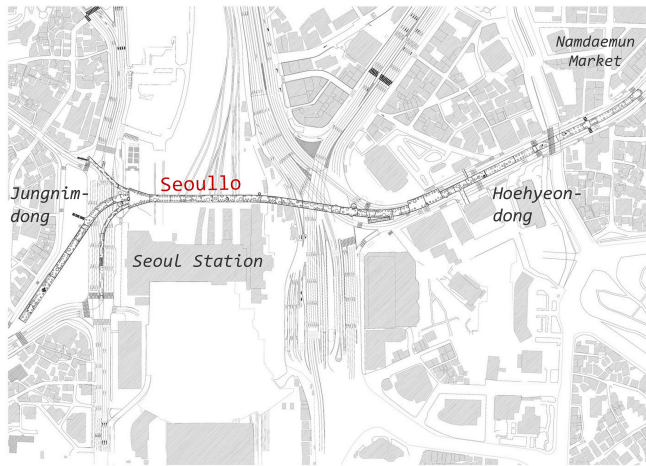 Namdaemun
Market
Seoullo
Jungnim-
dong
Hoehyeon-
dong
Seoul Station